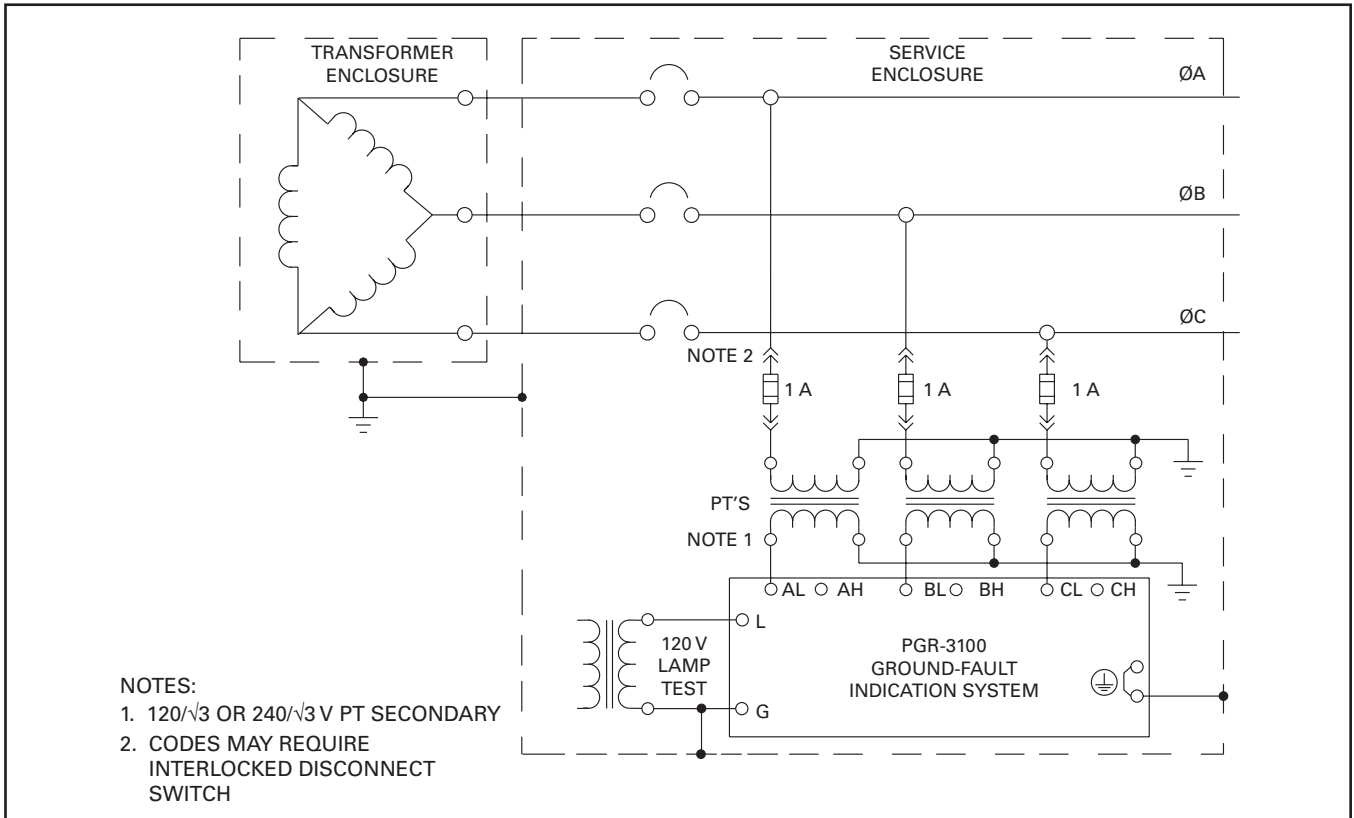 TRANSFORMER
ENCLOSURE
SERVICE
ENCLOSURE
ØA
ØB
ØC
NOTE 2
1 A
1 A
1 A
PT'S
NOTE 1
AL AH BL BH CL CH
L
120 V
LAMP
TEST
G
PGR-3100
GROUND-FAULT
INDICATION SYSTEM
NOTES:
1. 120/√3 OR 240/√3 V PT SECONDARY
2. CODES MAY REQUIRE
INTERLOCKED DISCONNECT
SWITCH